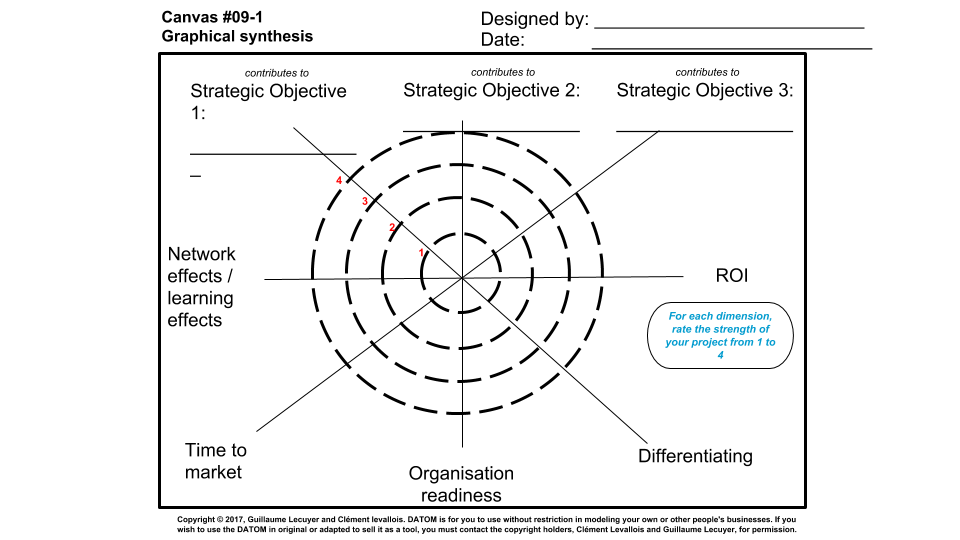 Canvas #09-1
Graphical synthesis
Designed by: ___________________________
Date: ____________________________
contributes to
Strategic Objective
1:
_
contributes to
Strategic Objective 2:
contributes to
Strategic Objective 3:
4
3
2
1
Network
effects /
learning
effects
ROI
For each dimension,
rate the strength of
your project from 1 to
4
Time to
market
Organisation
readiness
Differentiating
Copyright © 2017, Guillaume Lecuyer and Clément levallois. DATOM is for you to use without restriction in modeling your own or other people's businesses. If you
wish to use the DATOM in original or adapted to sell it as a tool, you must contact the copyright holders, Clément Levallois and Guillaume Lecuyer, for permission.